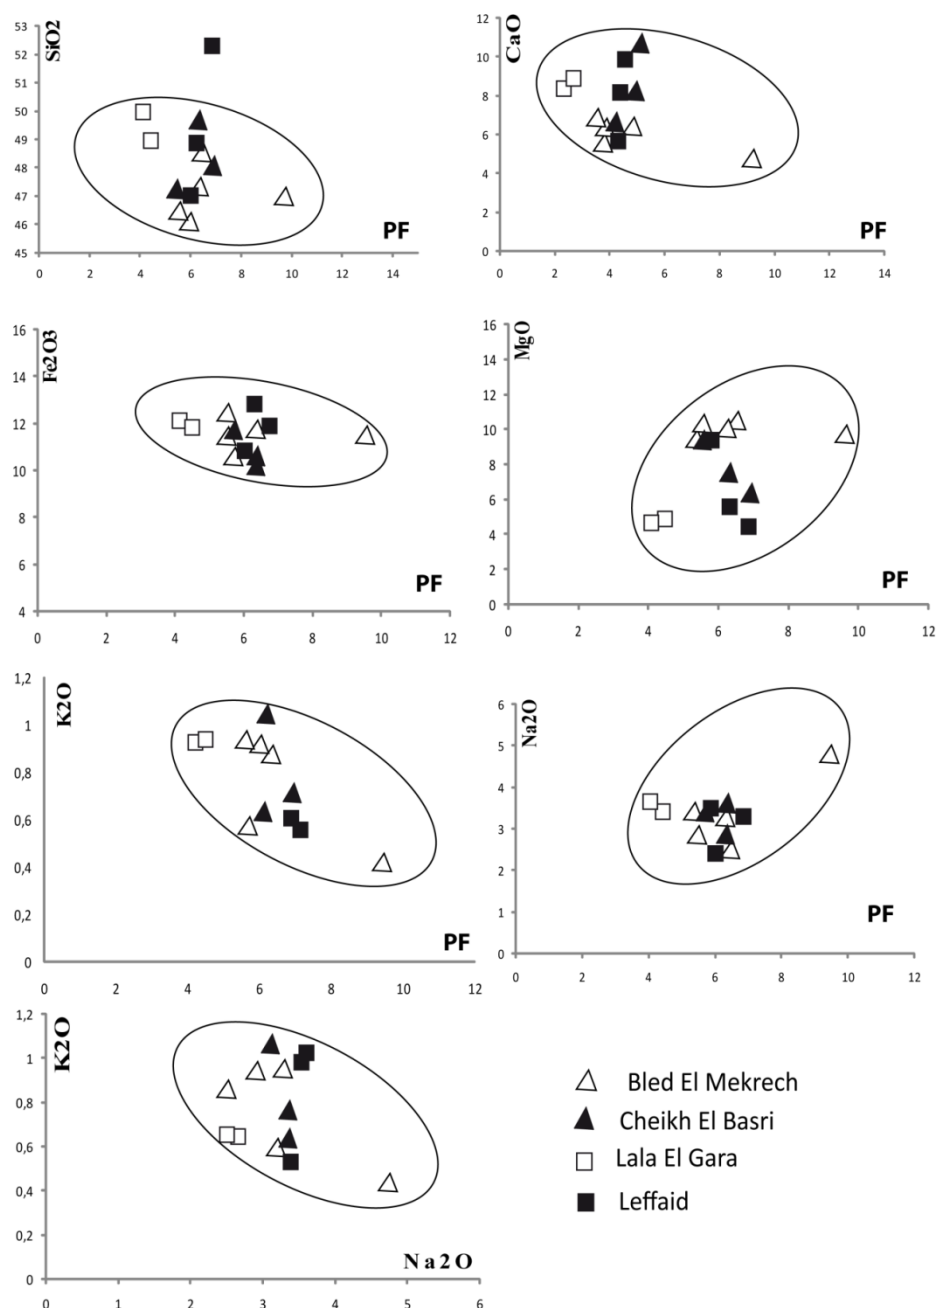 SiO2
53
52
51
50
49
48
47
46
45
0 2 4 6 8 10 12 14
PF
CaO
12
10
8
6
4
2
0
0 2 4 6 8 10 12 14
PF
Fe2O3
16
14
12
10
8
6
4
0 2 4 6 8 10 12
PF
MgO
16
14
12
10
8
6
4
2
0
0 2 4 6 8 10 12
PF
K2O
1,2
1
0,8
0,6
0,4
0,2
0
0 2 4 6 8 10 12
PF
Na2O
6
5
4
3
2
1
0
0 2 4 6 8 10 12
PF
K2O
1,2
1
0,8
0,6
0,4
0,2
0
0 1 2 3 4 5 6
Na2O
Bled El Mekrech
Cheikh El Basri
Lala El Gara
Leffaid